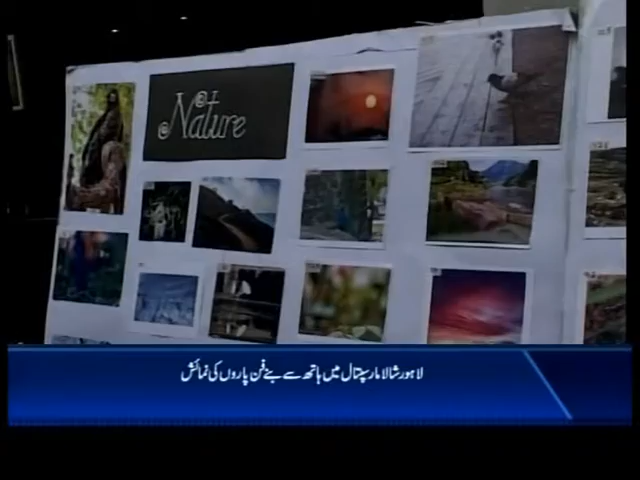 Nature
لاہور شالامار ہسپتال میں ہاتھ سے بنے فن پاروں کی نمائش